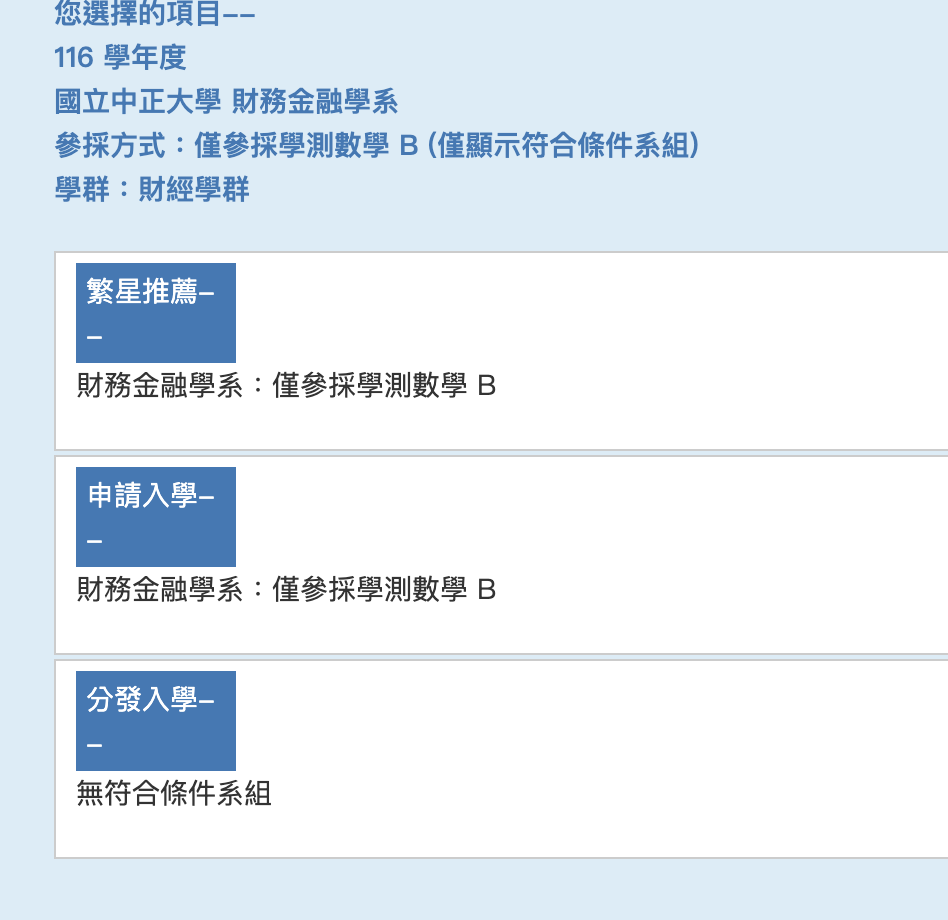 您選擇的項目––
116 學年度
國立中正大學 財務金融學系
參採方式：僅參採學測數學 B (僅顯示符合條件系組)
學群：財經學群
繁星推薦–
–
財務金融學系：僅參採學測數學 B
申請入學–
–
財務金融學系：僅參採學測數學 B
分發入學–
–
無符合條件系組